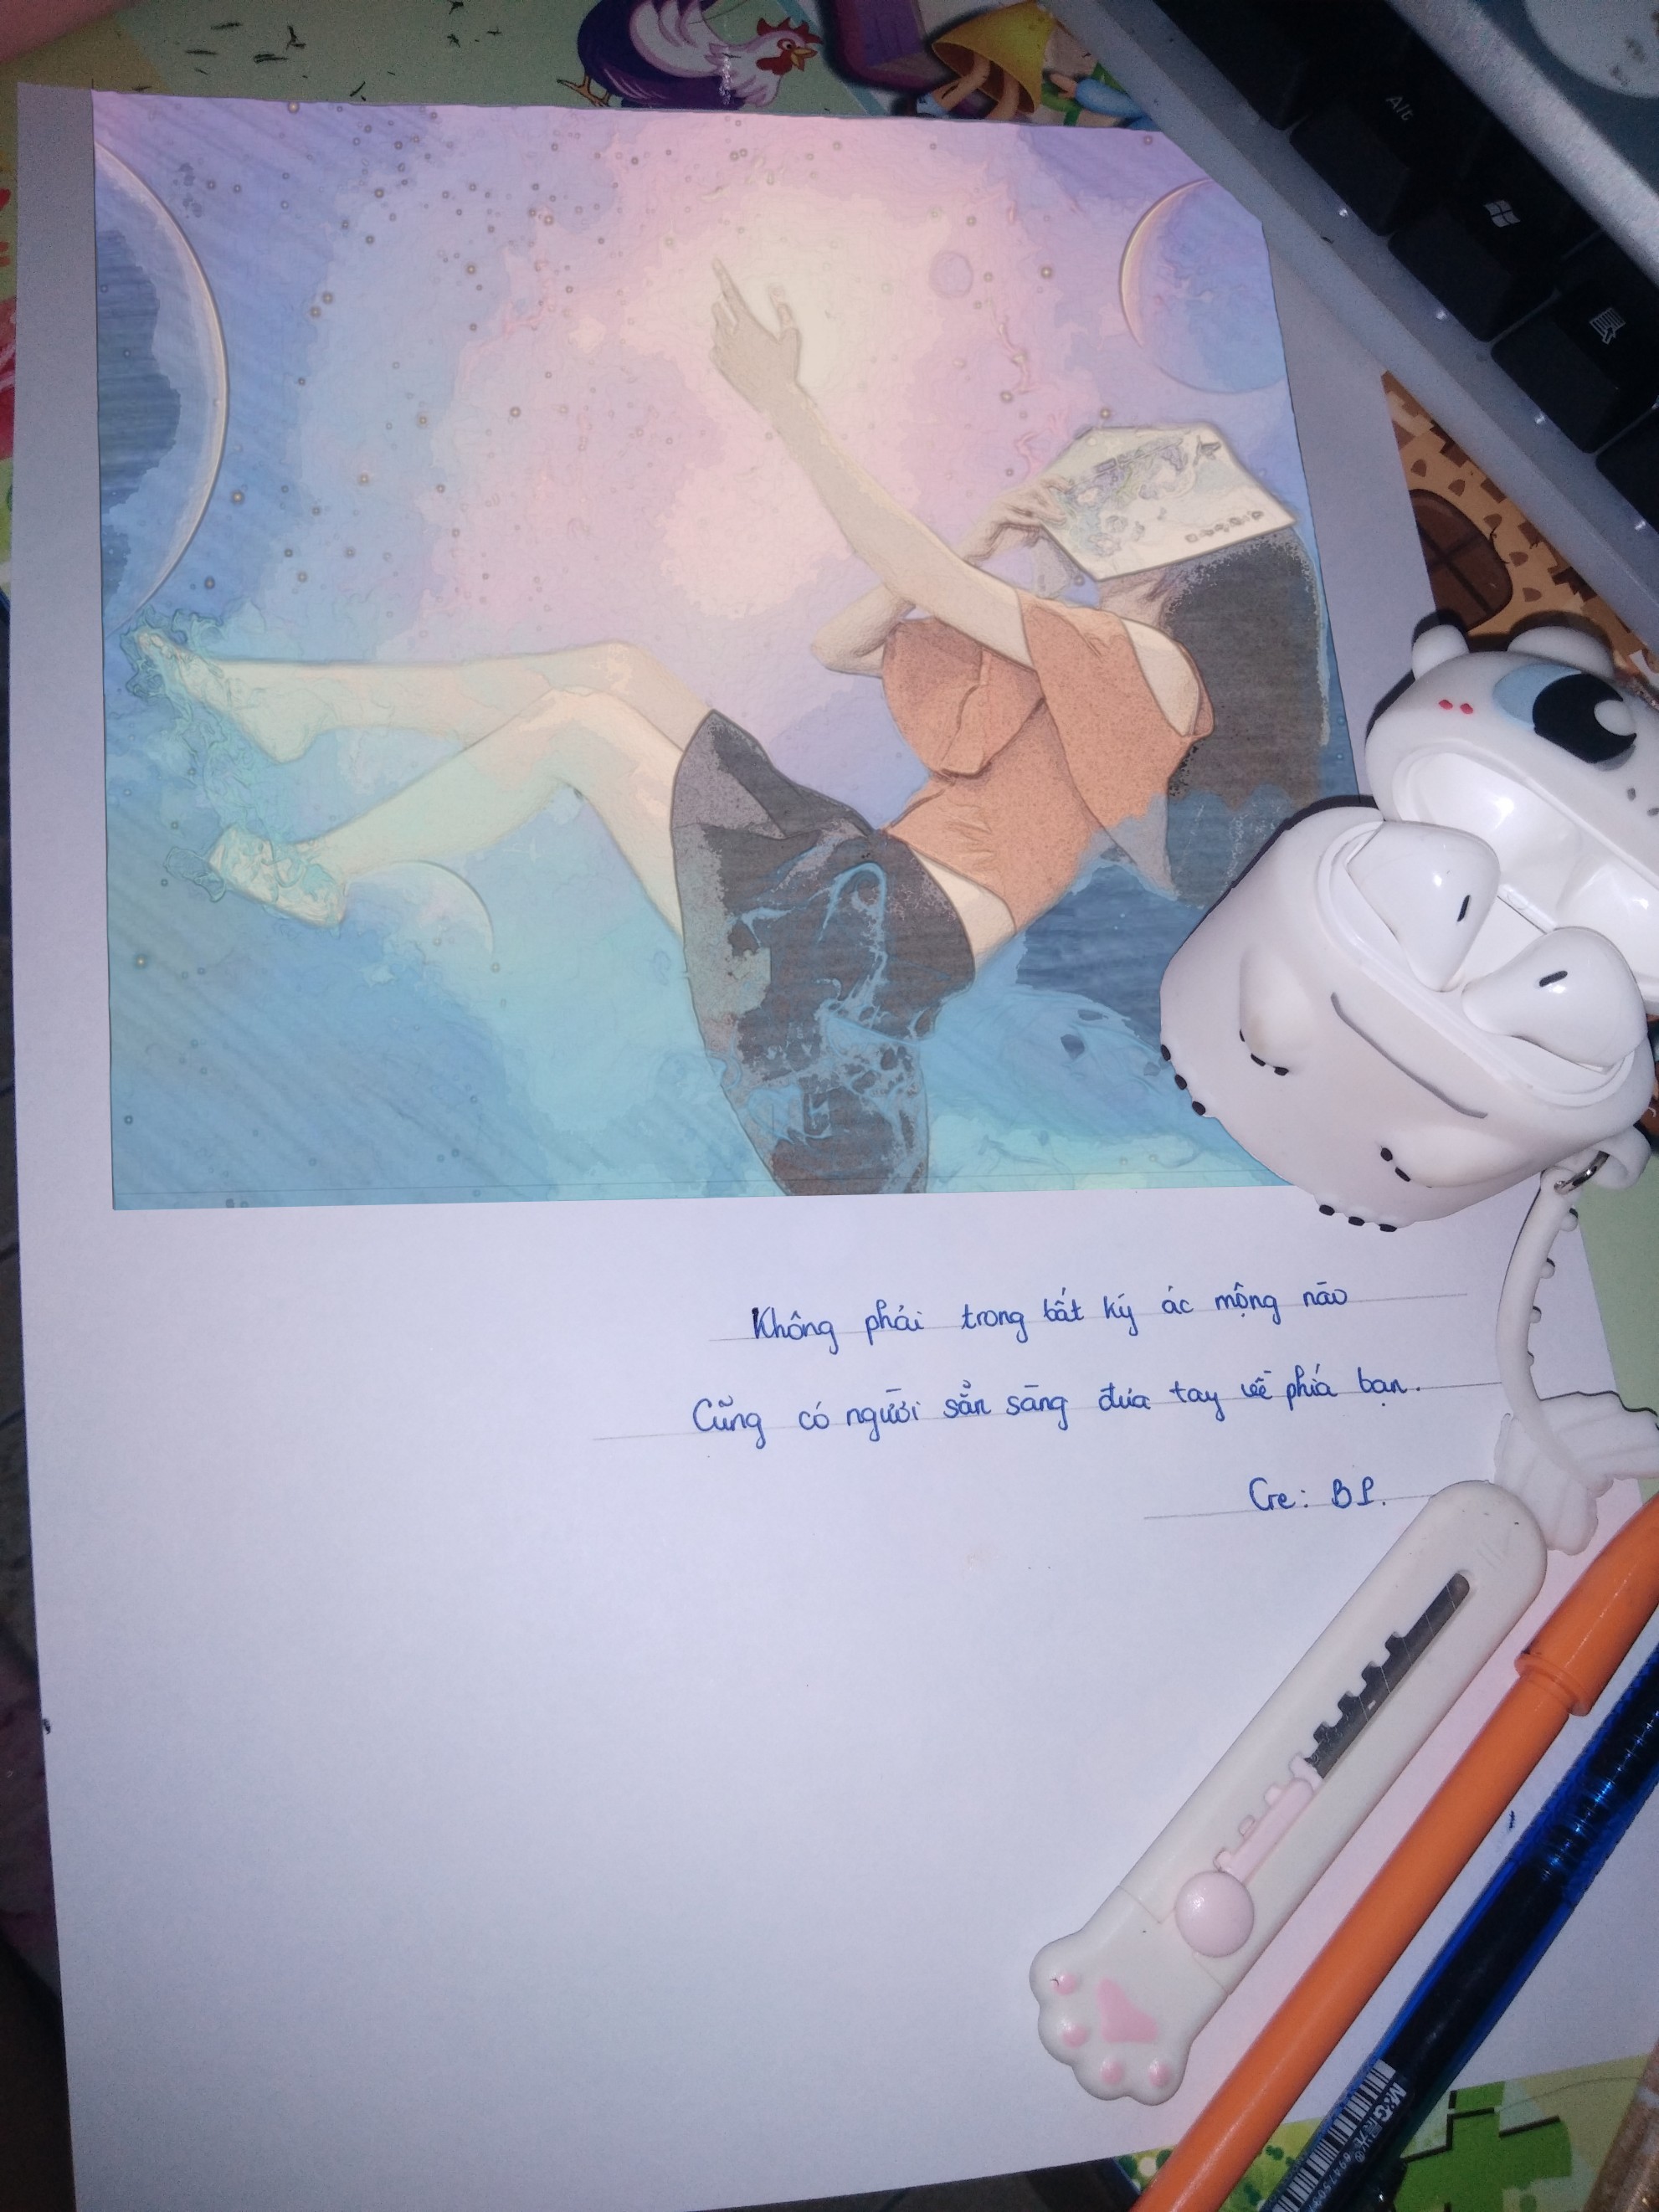 Alt
Không phải trong bất kỳ ác mộng nào
Cũng có người sẵn sàng đưa tay về phía bạn.
Cre: BP.
M&G